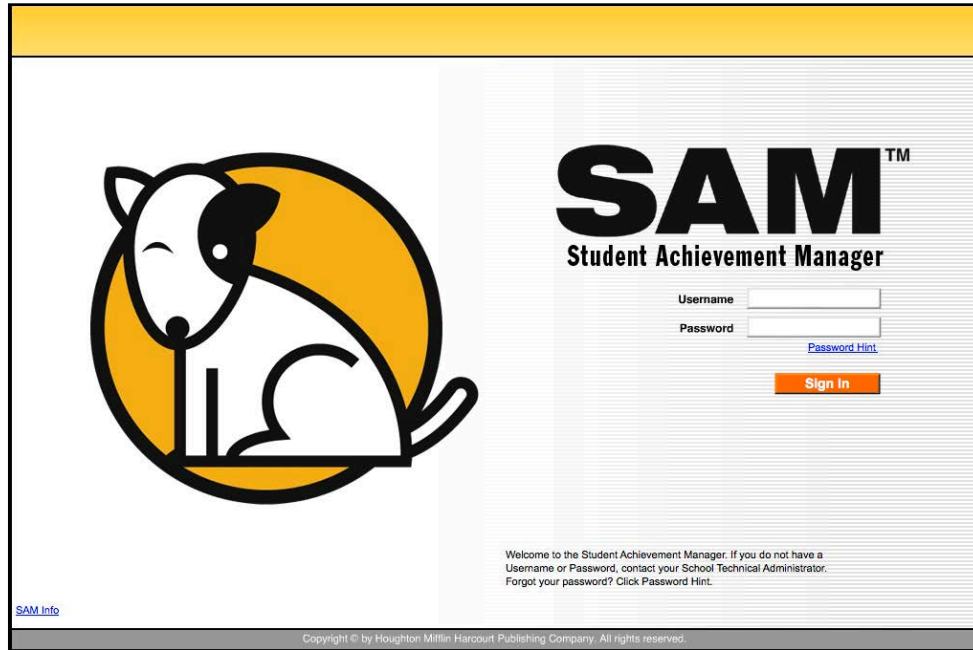 SAM™
Student Achievement Manager
Username
Password
Password Hint
Sign In
Welcome to the Student Achievement Manager. If you do not have a
Username or Password, contact your School Technical Administrator.
Forgot your password? Click Password Hint.
SAM Info
Copyright © by Houghton Mifflin Harcourt Publishing Company. All rights reserved.